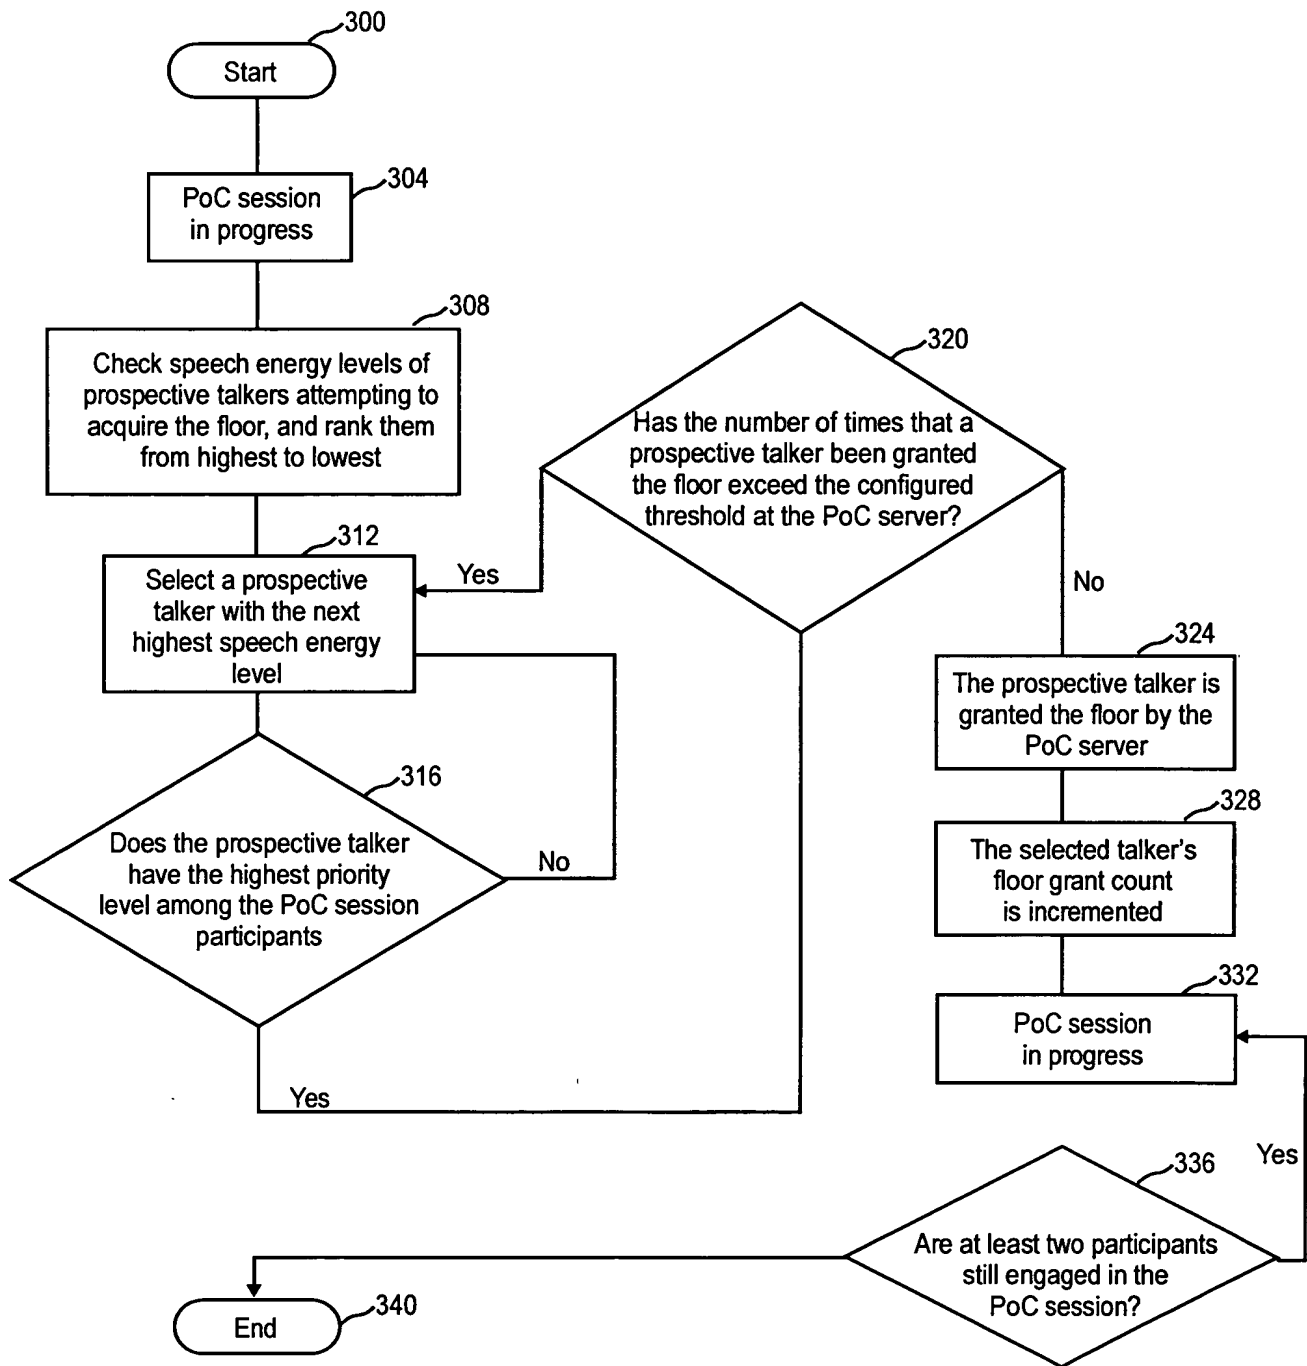 300
Start
304
PoC session
in progress
308
Check speech energy levels of
prospective talkers attempting to
acquire the floor, and rank them
from highest to lowest
312
Select a prospective
talker with the next
highest speech energy
level
316
Does the prospective talker
have the highest priority
level among the PoC session
participants
No
Yes
320
Has the number of times that a
prospective talker been granted
the floor exceed the configured
threshold at the PoC server?
Yes
No
324
The prospective talker is
granted the floor by the
PoC server
328
The selected talker's
floor grant count
is incremented
332
PoC session
in progress
336
Are at least two participants
still engaged in the
PoC session?
Yes
End
340